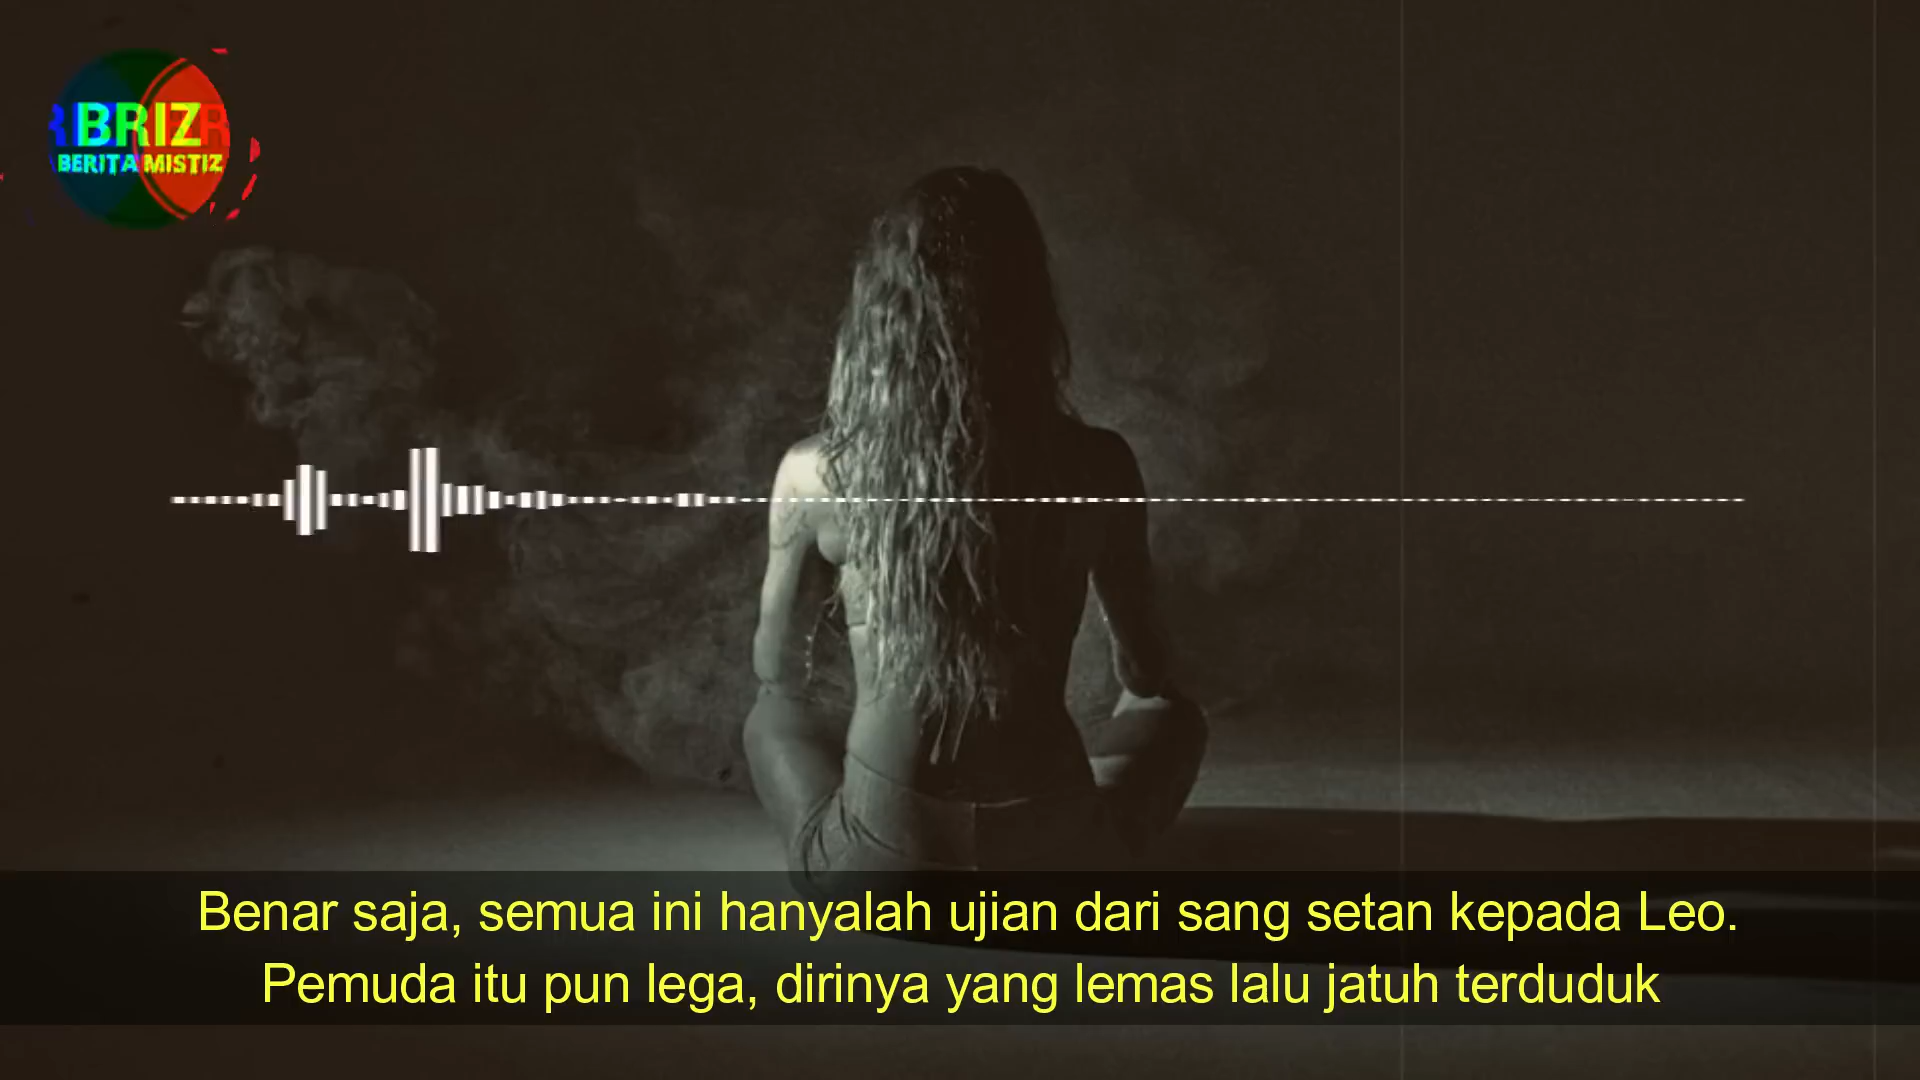 BRIZ
BERITA MISTIZ
Benar saja, semua ini hanyalah ujian dari sang setan kepada Leo.
Pemuda itu pun lega, dirinya yang lemas lalu jatuh terduduk